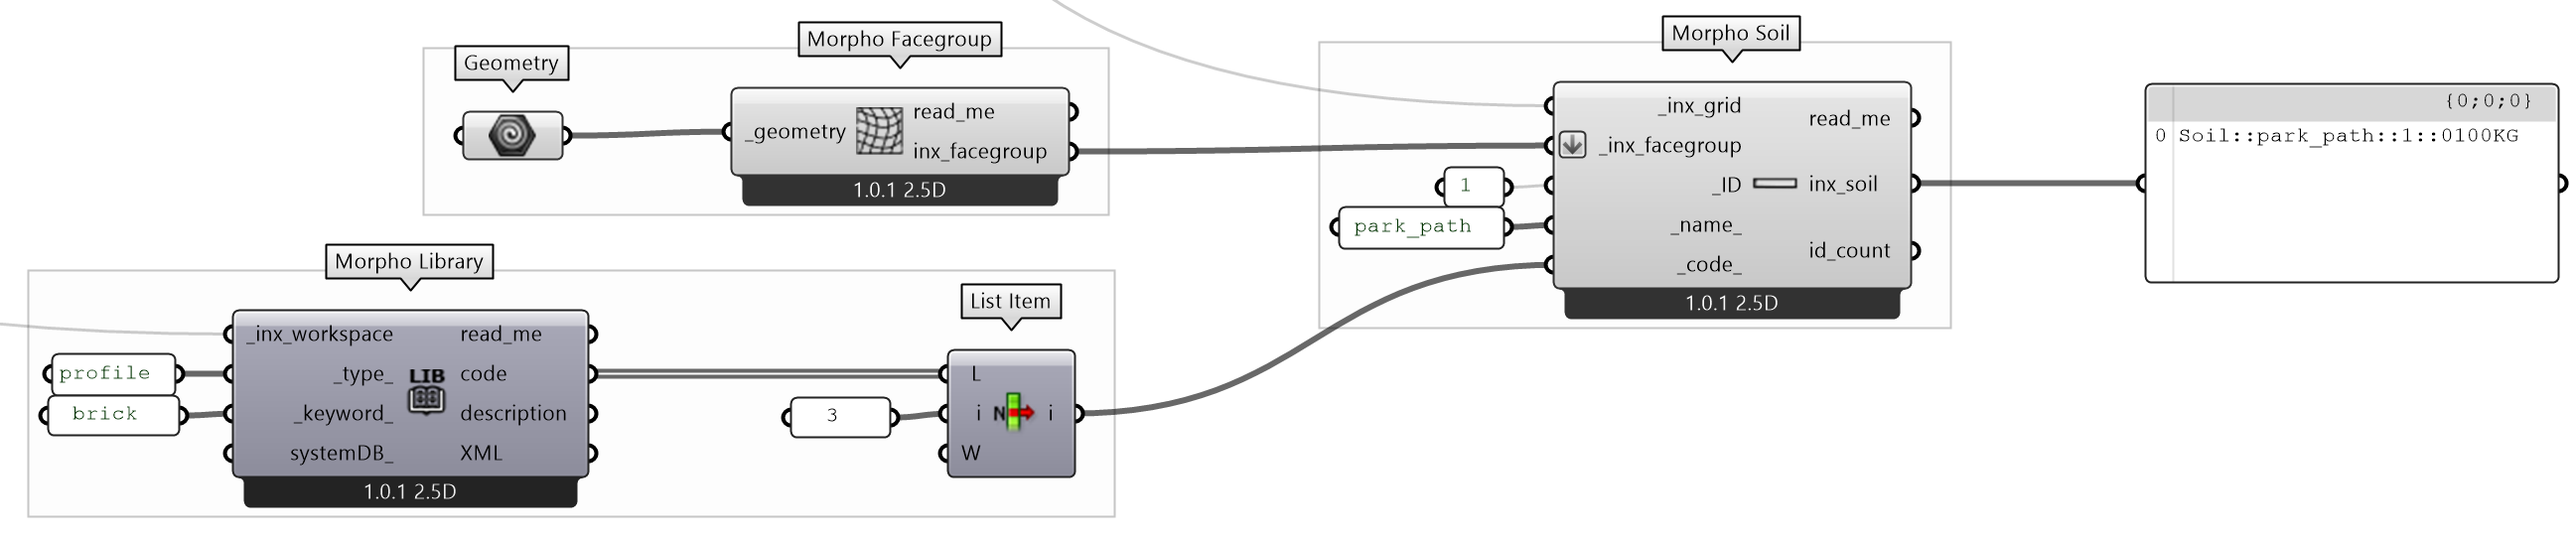 Geometry
Morpho Facegroup
_geometry
read_me
inx_facegroup
1.0.1 2.5D
Morpho Library
_inx_workspace
read_me
profile
_type_
LIB
code
brick
_keyword_
description
systemDB_
XML
1.0.1 2.5D
List Item
L
3
i
N
i
W
Morpho Soil
_inx_grid
read_me
_inx_facegroup
1
_ID
inx_soil
park_path
_name_
id_count
_code_
1.0.1 2.5D
{0;0;0}
0 Soil::park_path::1::0100KG